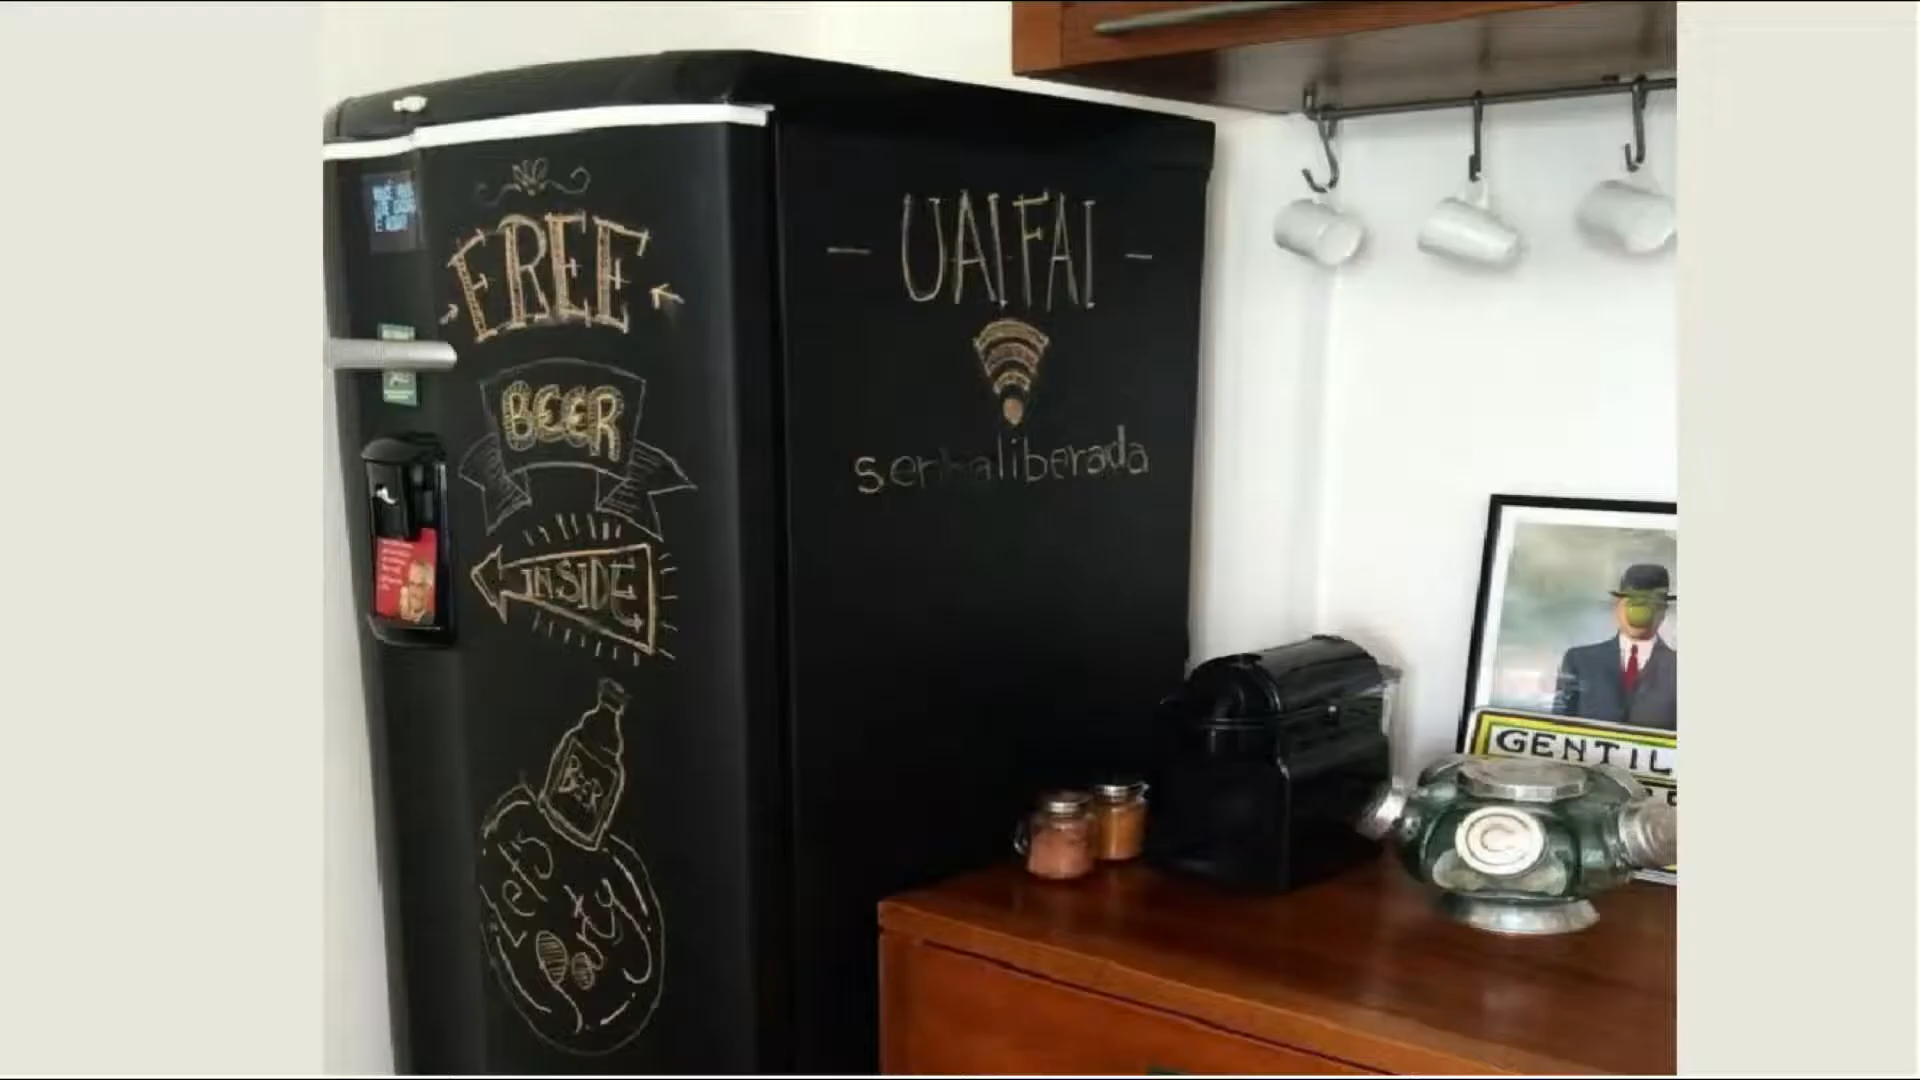 FREE
BEER
INSIDE
BEER
Let's
Party
UAIFAI
senhaliberada
GENTIL
C